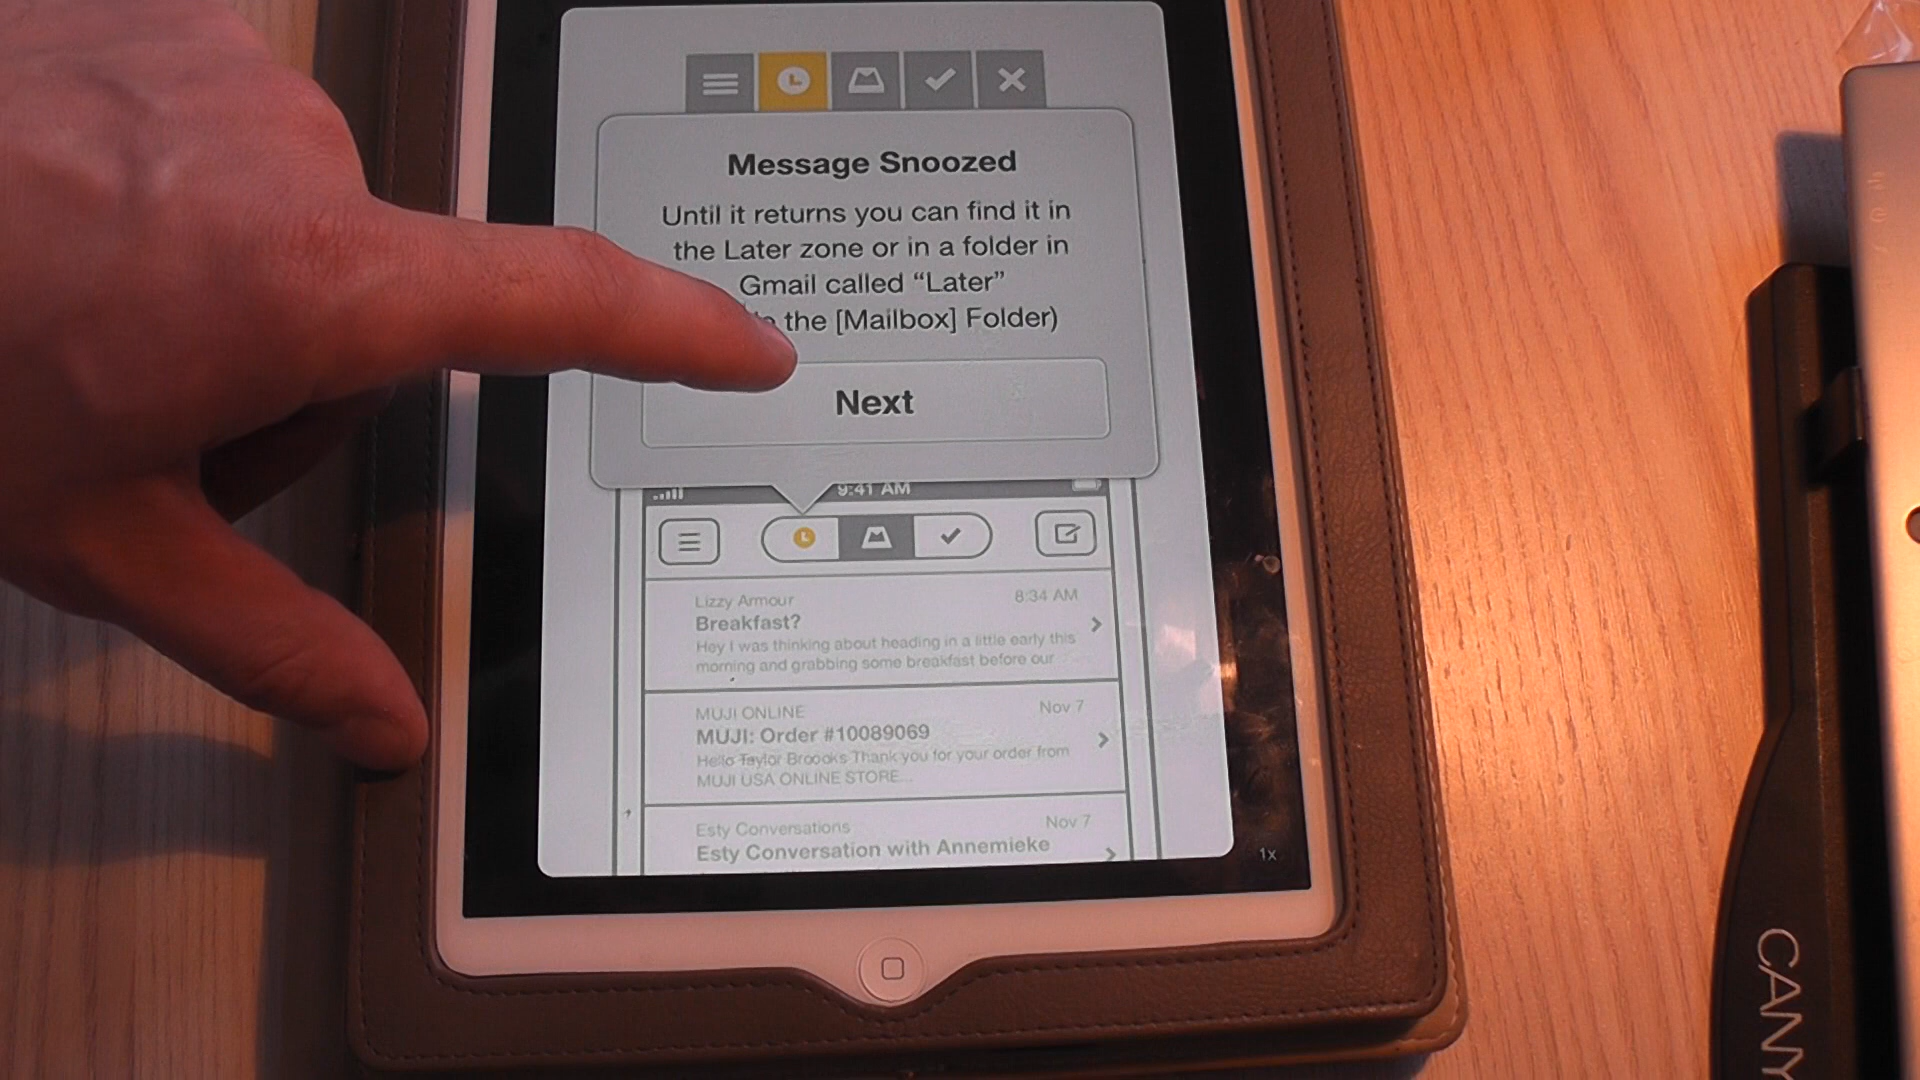 Message Snoozed
Until it returns you can find it in
the Later zone or in a folder in
Gmail called “Later”
the [Mailbox] Folder)
Next
9:41 AM
Lizzy Armour 8:34 AM
Breakfast?
Hey I was thinking about heading in a little early this
morning and grabbing some breakfast before our
MUJI ONLINE Nov 7
MUJI: Order #10089069
Hello Taylor Broooks Thank you for your order from
MUJI USA ONLINE STORE...
Esty Conversations Nov 7
Esty Conversation with Annemieke
1x
CANY